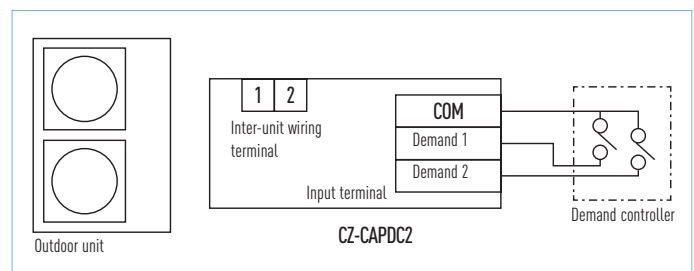 1 2
Inter-unit wiring
terminal
COM
Demand 1
Demand 2
Input terminal
CZ-CAPDC2
Demand controller
Outdoor unit